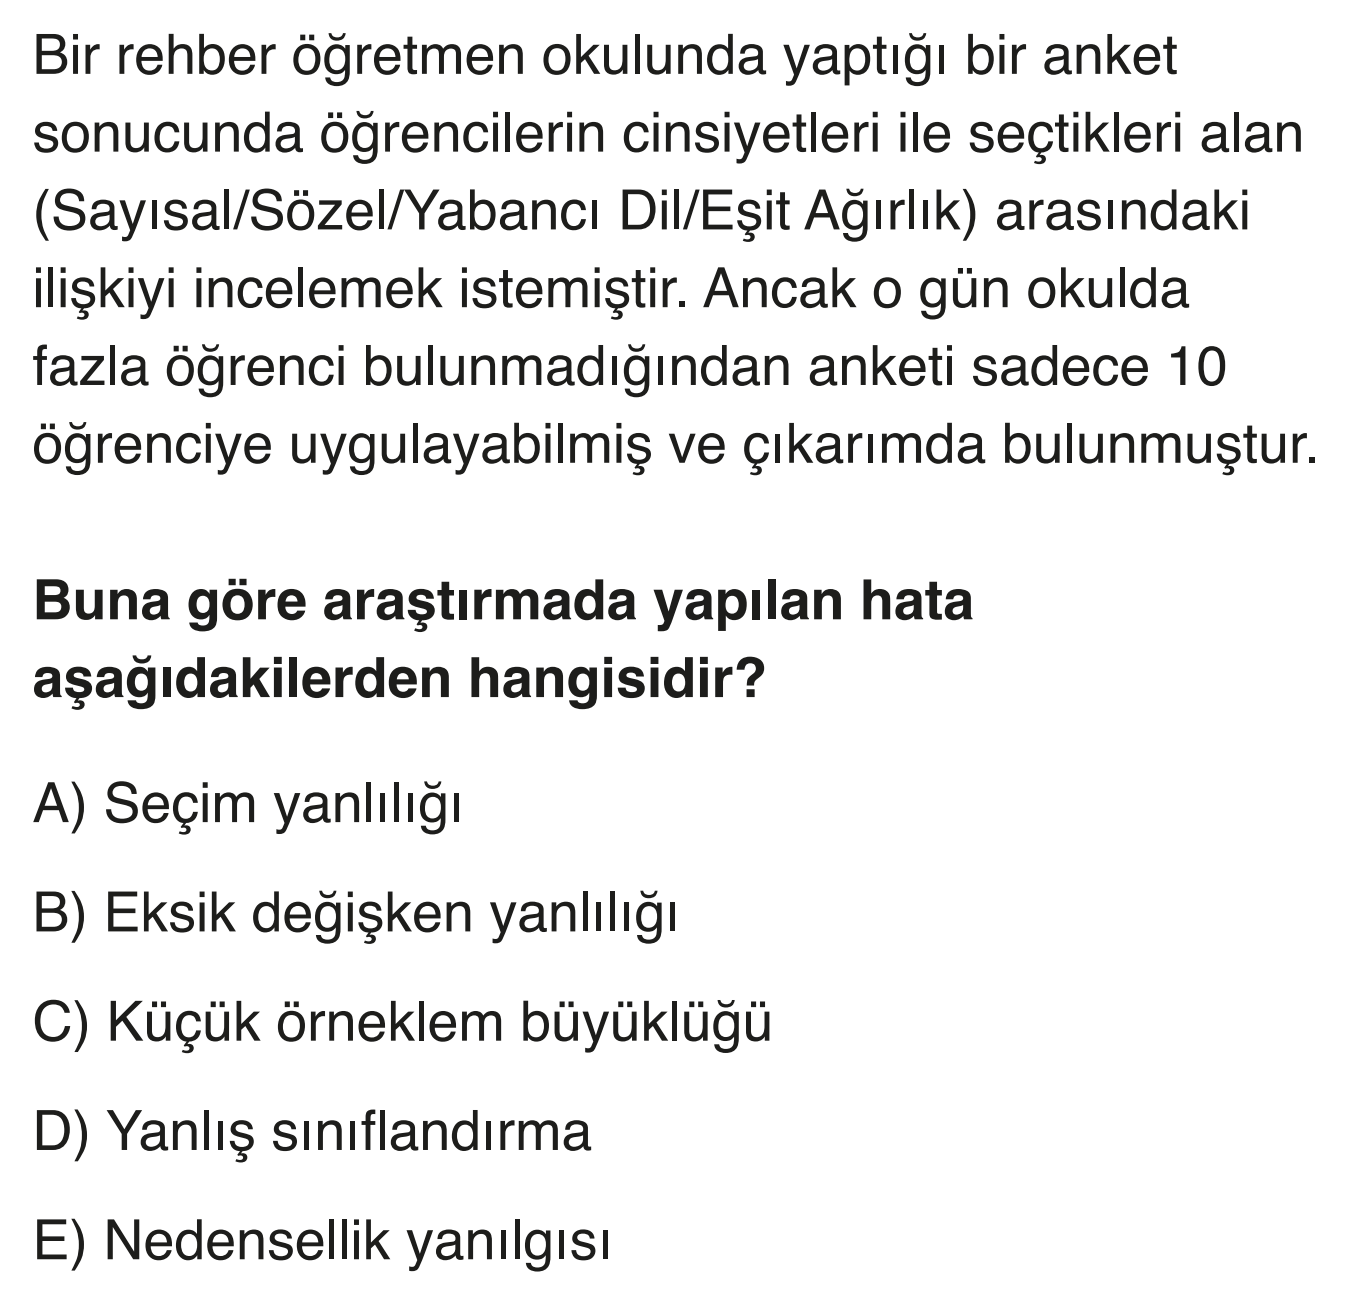 Bir rehber öğretmen okulunda yaptığı bir anket
sonucunda öğrencilerin cinsiyetleri ile seçtikleri alan
(Sayısal/Sözel/Yabancı Dil/Eşit Ağırlık) arasındaki
ilişkiyi incelemek istemiştir. Ancak o gün okulda
fazla öğrenci bulunmadığından anketi sadece 10
öğrenciye uygulayabilmiş ve çıkarımda bulunmuştur.
Buna göre araştırmada yapılan hata
aşağıdakilerden hangisidir?
A) Seçim yanlılığı
B) Eksik değişken yanlılığı
C) Küçük örneklem büyüklüğü
D) Yanlış sınıflandırma
E) Nedensellik yanılgısı